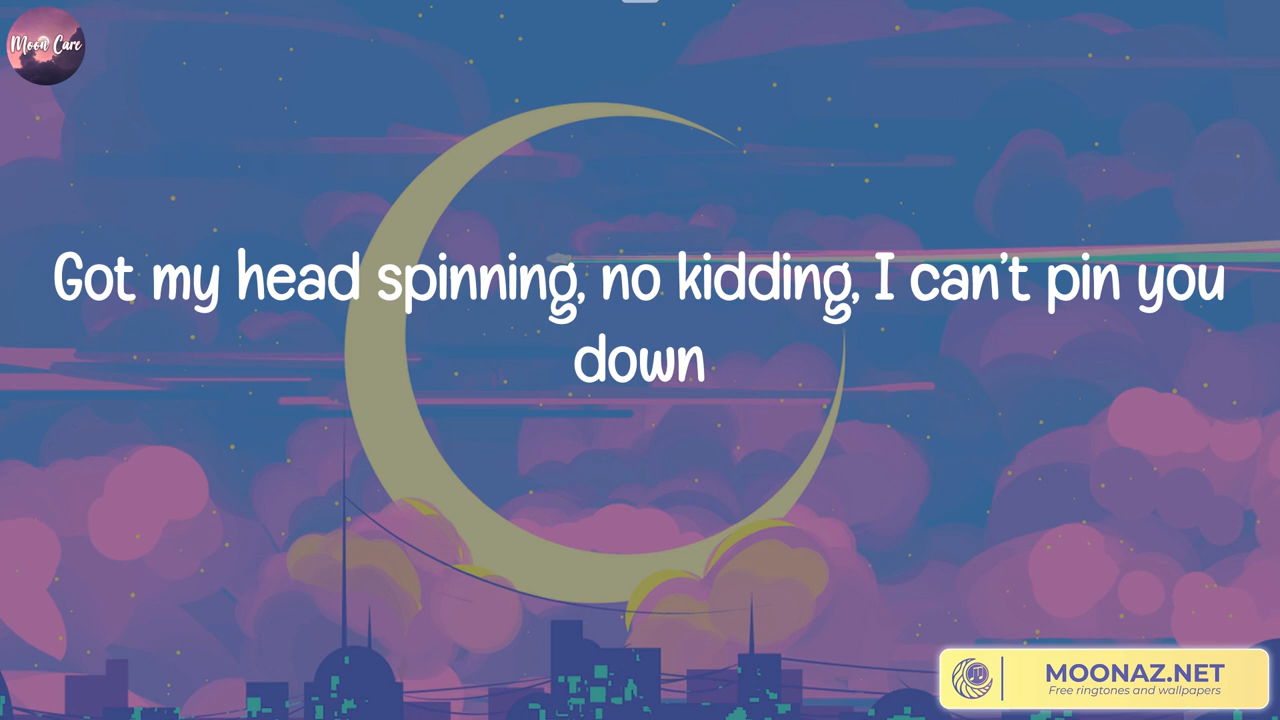 Moon Care
Got my head spinning, no kidding, I can't pin you
down
MOONAZ.NET
Free ringtones and wallpapers